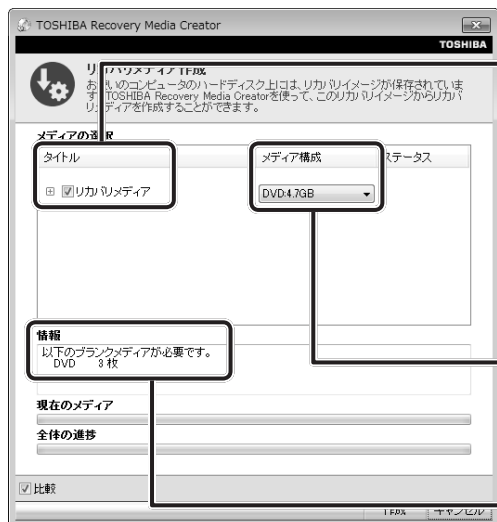 TOSHIBA Recovery Media Creator
TOSHIBA
リカバリメディア作成
お使いのコンピュータのハードディスク上には、リカバリイメージが保存されていま
す。TOSHIBA Recovery Media Creatorを使って、このリカバリイメージからリカバ
リメディアを作成することができます。
メディアの選択
タイトル メディア構成 ステータス
リカバリメディア DVD:4.7GB
情報
以下のブランクメディアが必要です。
DVD 3 枚
現在のメディア
全体の進捗
比較
作成 キャンセル